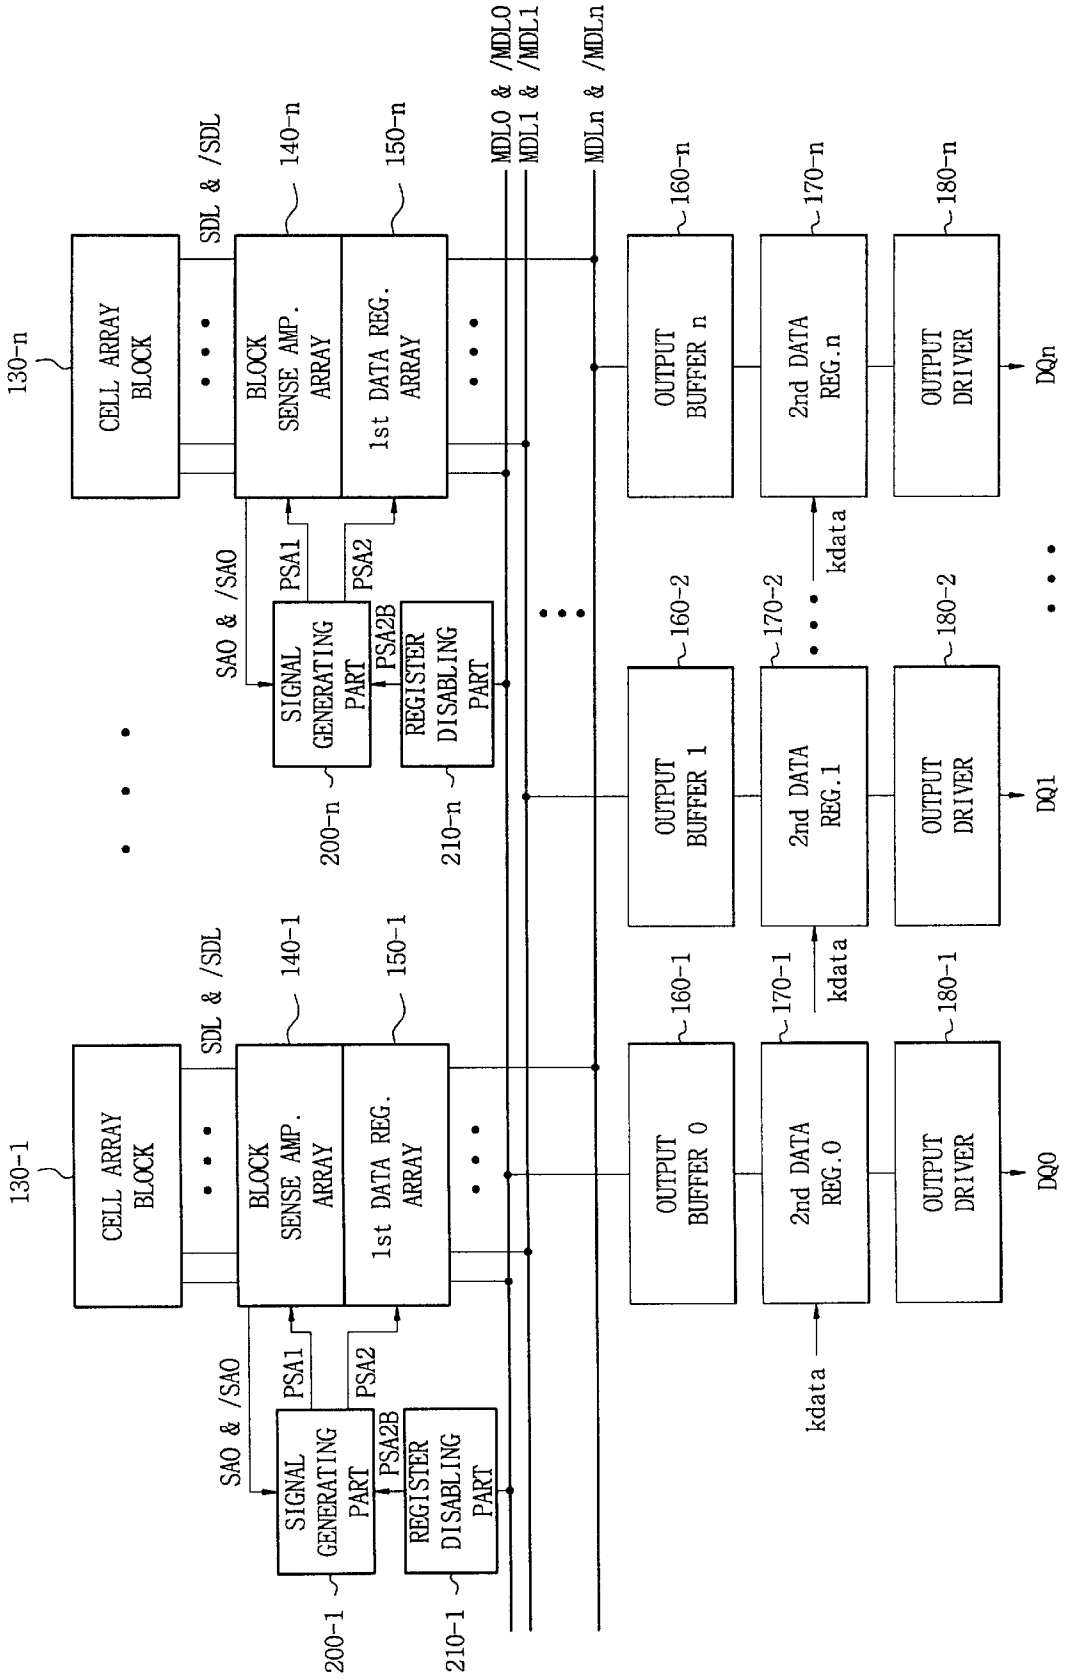 130-1
CELL ARRAY
BLOCK
SDL & /SDL
SAO & /SAO
BLOCK
SENSE AMP.
ARRAY
140-1
PSA1
1st DATA REG.
ARRAY
150-1
PSA2
SIGNAL
GENERATING
PART
200-1
PSA2B
REGISTER
DISABLING
PART
210-1
130-n
CELL ARRAY
BLOCK
SDL & /SDL
SAO & /SAO
BLOCK
SENSE AMP.
ARRAY
140-n
PSA1
1st DATA REG.
ARRAY
150-n
PSA2
SIGNAL
GENERATING
PART
200-n
PSA2B
REGISTER
DISABLING
PART
210-n
MDL0 & /MDL0
MDL1 & /MDL1
MDLn & /MDLn
OUTPUT
BUFFER 0
160-1
OUTPUT
BUFFER 1
160-2
OUTPUT
BUFFER n
160-n
kdata
2nd DATA
REG.0
170-1
kdata
2nd DATA
REG.1
170-2
kdata
2nd DATA
REG.n
170-n
OUTPUT
DRIVER
180-1
OUTPUT
DRIVER
180-2
OUTPUT
DRIVER
180-n
DQ0
DQ1
DQn